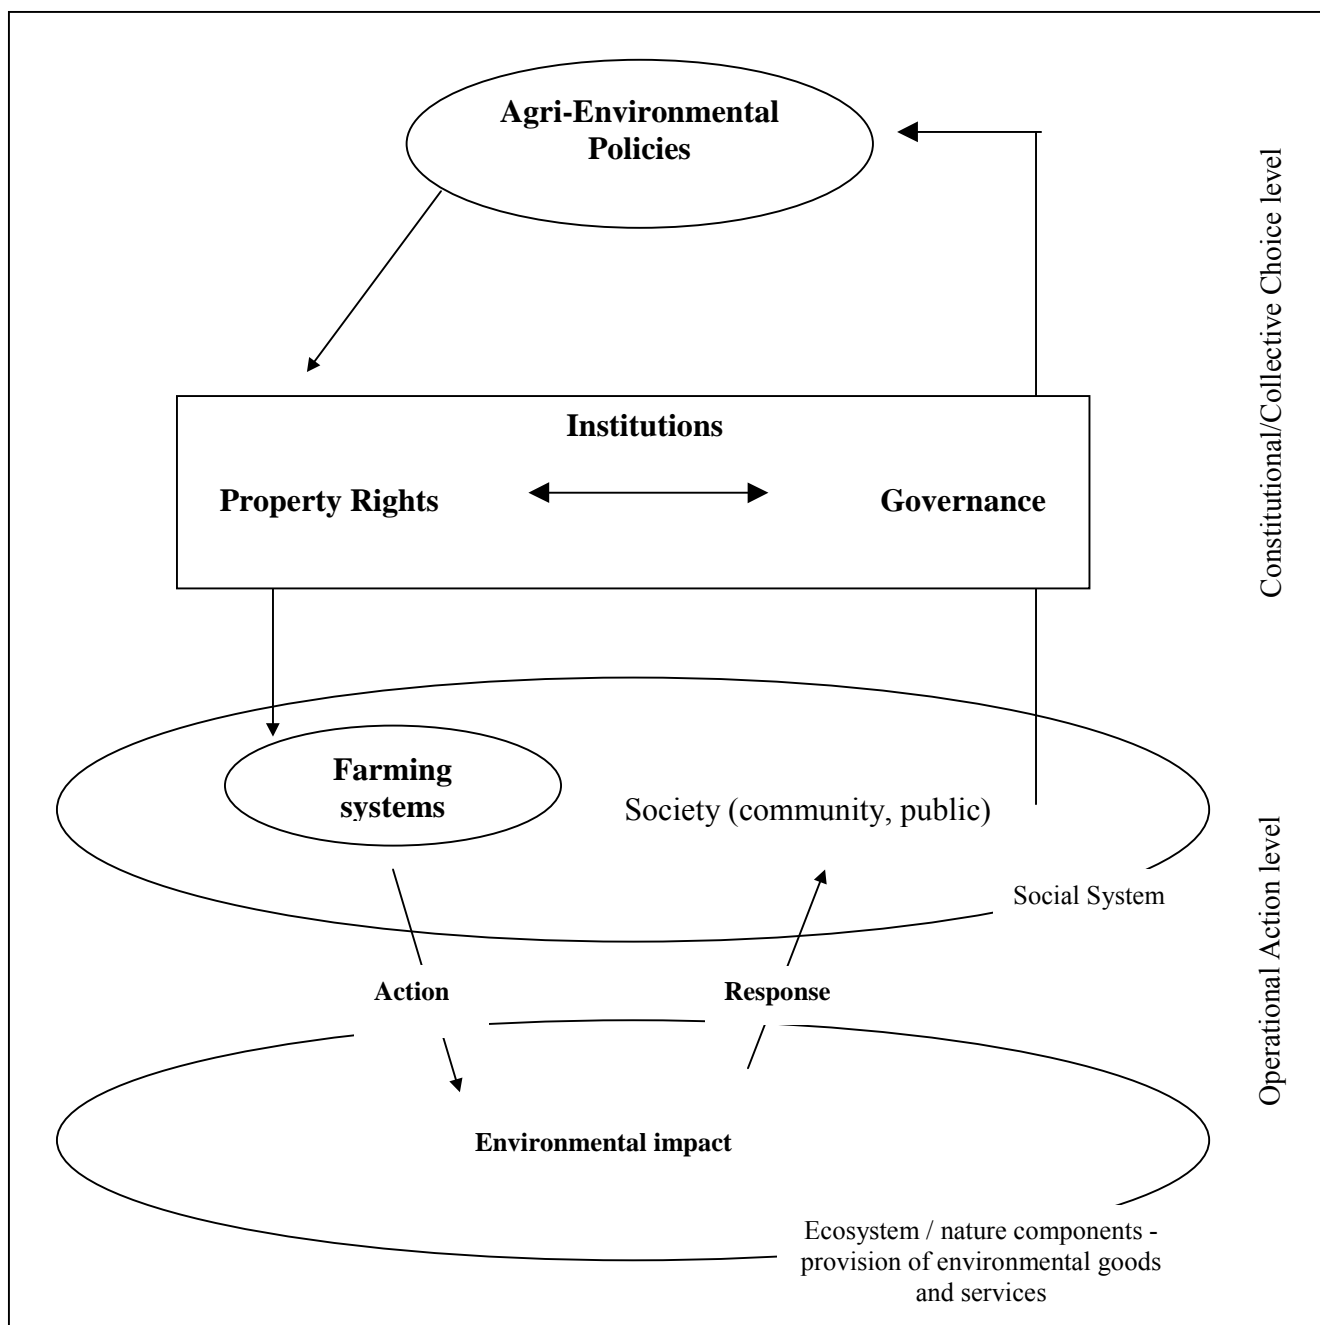 Agri-Environmental
Policies
Constitutional/Collective Choice level
Institutions
Property Rights
Governance
Farming
systems
Society (community, public)
Social System
Operational Action level
Action
Response
Environmental impact
Ecosystem / nature components -
provision of environmental goods
and services